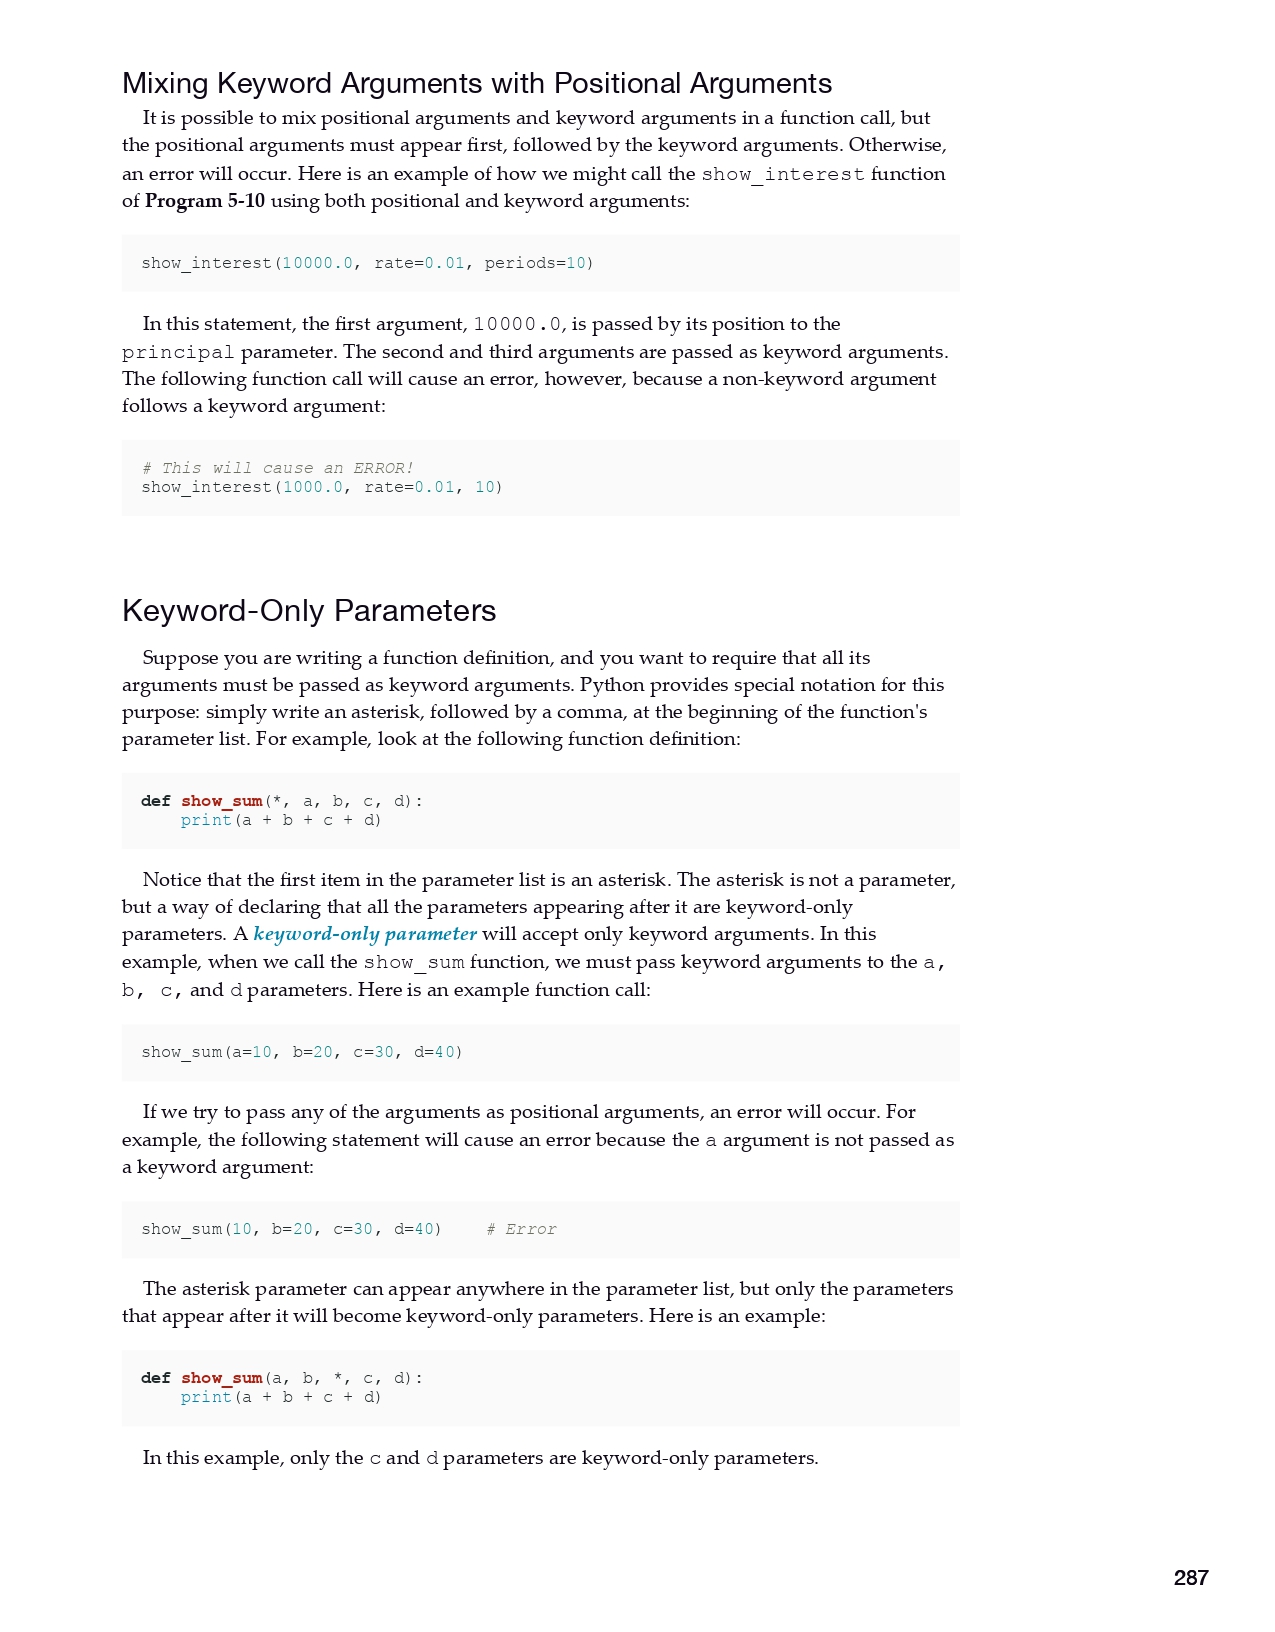 Mixing Keyword Arguments with Positional Arguments
It is possible to mix positional arguments and keyword arguments in a function call, but
the positional arguments must appear first, followed by the keyword arguments. Otherwise,
an error will occur. Here is an example of how we might call the show_interest function
of Program 5-10 using both positional and keyword arguments:
show_interest(10000.0, rate=0.01, periods=10)
In this statement, the first argument, 10000.0, is passed by its position to the
principal parameter. The second and third arguments are passed as keyword arguments.
The following function call will cause an error, however, because a non-keyword argument
follows a keyword argument:
# This will cause an ERROR!
show_interest(1000.0, rate=0.01, 10)
Keyword-Only Parameters
Suppose you are writing a function definition, and you want to require that all its
arguments must be passed as keyword arguments. Python provides special notation for this
purpose: simply write an asterisk, followed by a comma, at the beginning of the function's
parameter list. For example, look at the following function definition:
def show_sum(*, a, b, c, d):
    print(a + b + c + d)
Notice that the first item in the parameter list is an asterisk. The asterisk is not a parameter,
but a way of declaring that all the parameters appearing after it are keyword-only
parameters. A keyword-only parameter will accept only keyword arguments. In this
example, when we call the show_sum function, we must pass keyword arguments to the a,
b, c, and d parameters. Here is an example function call:
show_sum(a=10, b=20, c=30, d=40)
If we try to pass any of the arguments as positional arguments, an error will occur. For
example, the following statement will cause an error because the a argument is not passed as
a keyword argument:
show_sum(10, b=20, c=30, d=40)    # Error
The asterisk parameter can appear anywhere in the parameter list, but only the parameters
that appear after it will become keyword-only parameters. Here is an example:
def show_sum(a, b, *, c, d):
    print(a + b + c + d)
In this example, only the c and d parameters are keyword-only parameters.
287